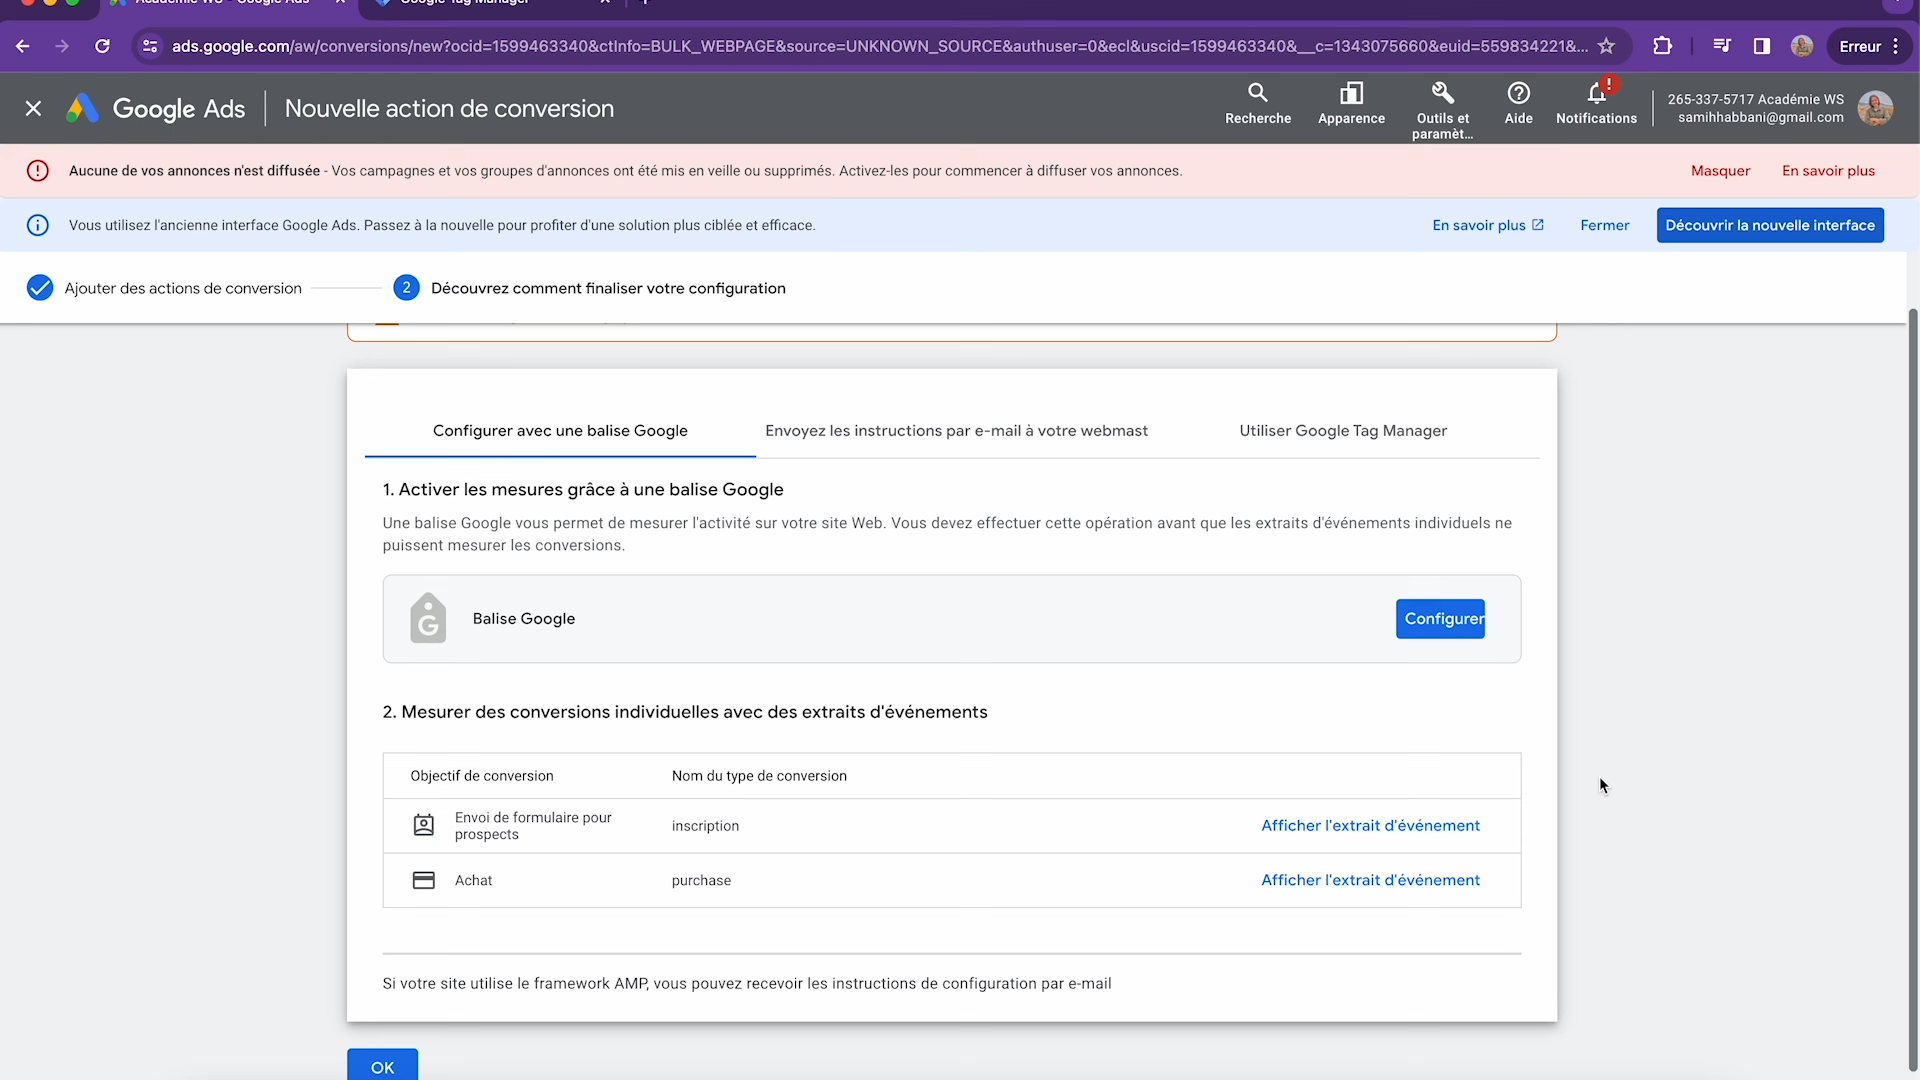 Google Tag Manager
ads.google.com/aw/conversions/new?ocid=1599463340&ctInfo=BULK_WEBPAGE&source=UNKNOWN_SOURCE&authuser=0&ecl&uscid=1599463340&__c=1343075660&euid=559834221&...
Erreur
Google Ads
Nouvelle action de conversion
Recherche
Apparence
Outils et
paramèt...
Aide
Notifications
265-337-5717 Académie WS
samihhabbani@gmail.com
Aucune de vos annonces n'est diffusée - Vos campagnes et vos groupes d'annonces ont été mis en veille ou supprimés. Activez-les pour commencer à diffuser vos annonces.
Masquer
En savoir plus
Vous utilisez l'ancienne interface Google Ads. Passez à la nouvelle pour profiter d'une solution plus ciblée et efficace.
En savoir plus
Fermer
Découvrir la nouvelle interface
Ajouter des actions de conversion
2
Découvrez comment finaliser votre configuration
Configurer avec une balise Google
Envoyez les instructions par e-mail à votre webmast
Utiliser Google Tag Manager
1. Activer les mesures grâce à une balise Google
Une balise Google vous permet de mesurer l'activité sur votre site Web. Vous devez effectuer cette opération avant que les extraits d'événements individuels ne
puissent mesurer les conversions.
G
Balise Google
Configurer
2. Mesurer des conversions individuelles avec des extraits d'événements
Objectif de conversion
Nom du type de conversion
Envoi de formulaire pour
prospects
inscription
Afficher l'extrait d'événement
Achat
purchase
Afficher l'extrait d'événement
Si votre site utilise le framework AMP, vous pouvez recevoir les instructions de configuration par e-mail
OK